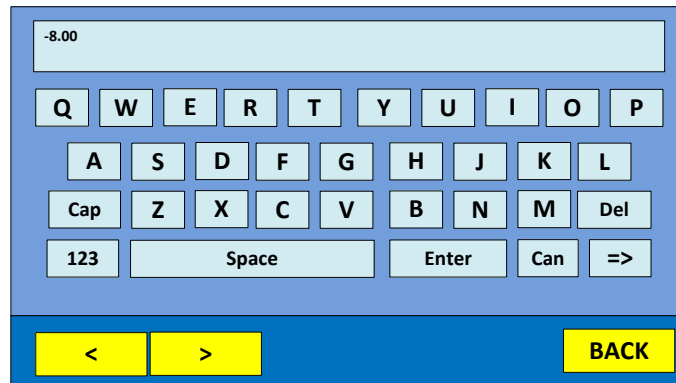 -8.00
Q W E R T Y U I O P
A S D F G H J K L
Cap Z X C V B N M Del
123 Space Enter Can =>
< > BACK